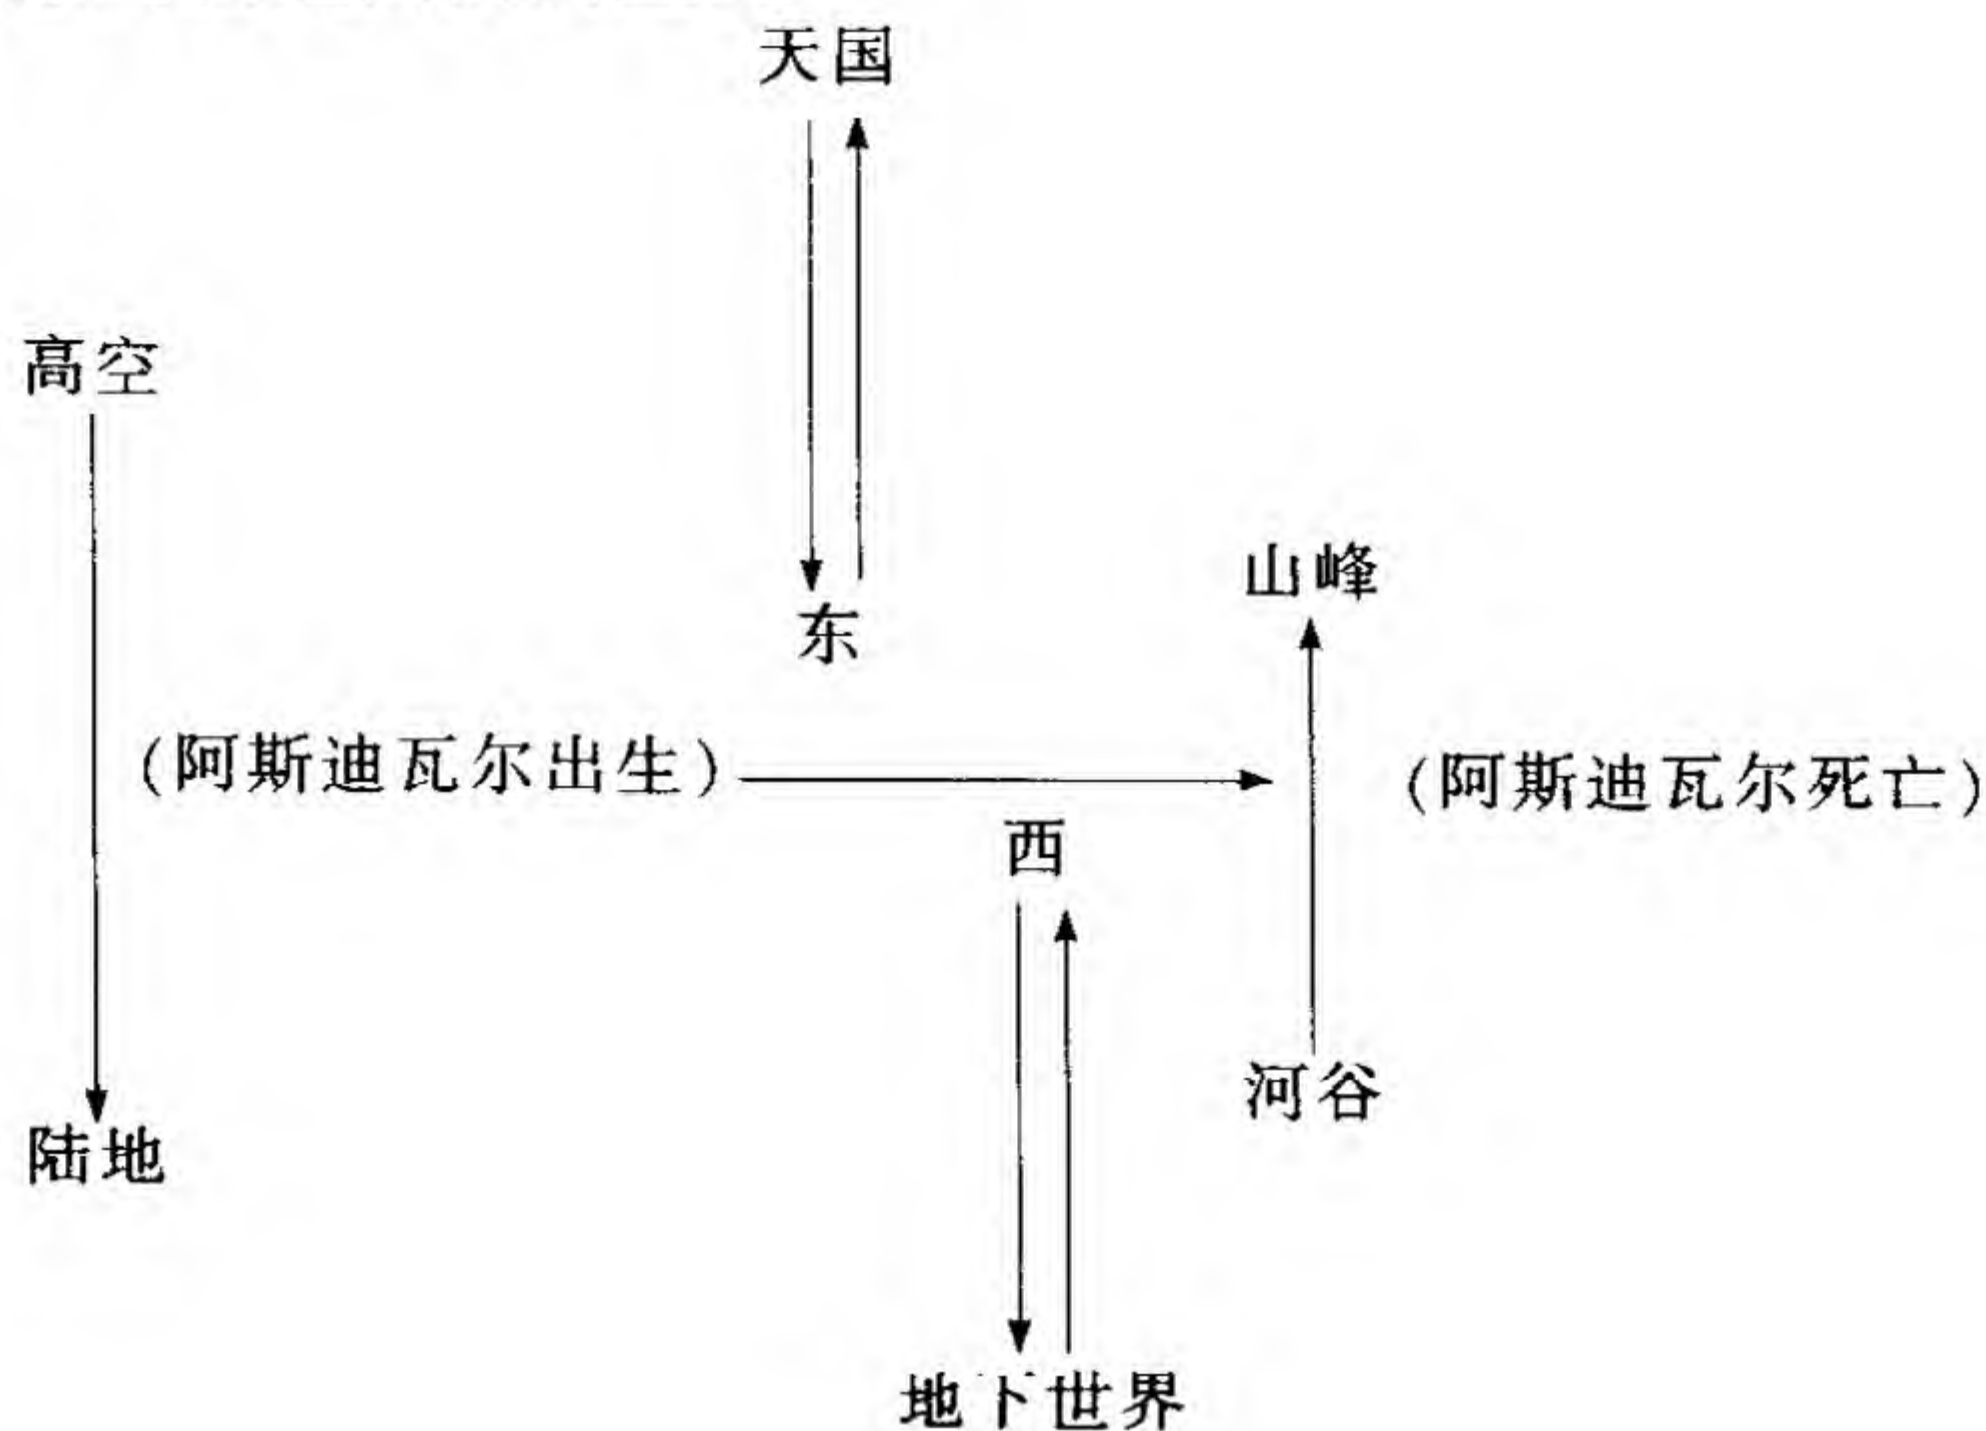 天国
高空
山峰
东
(阿斯迪瓦尔出生)
(阿斯迪瓦尔死亡)
西
河谷
陆地
地下世界